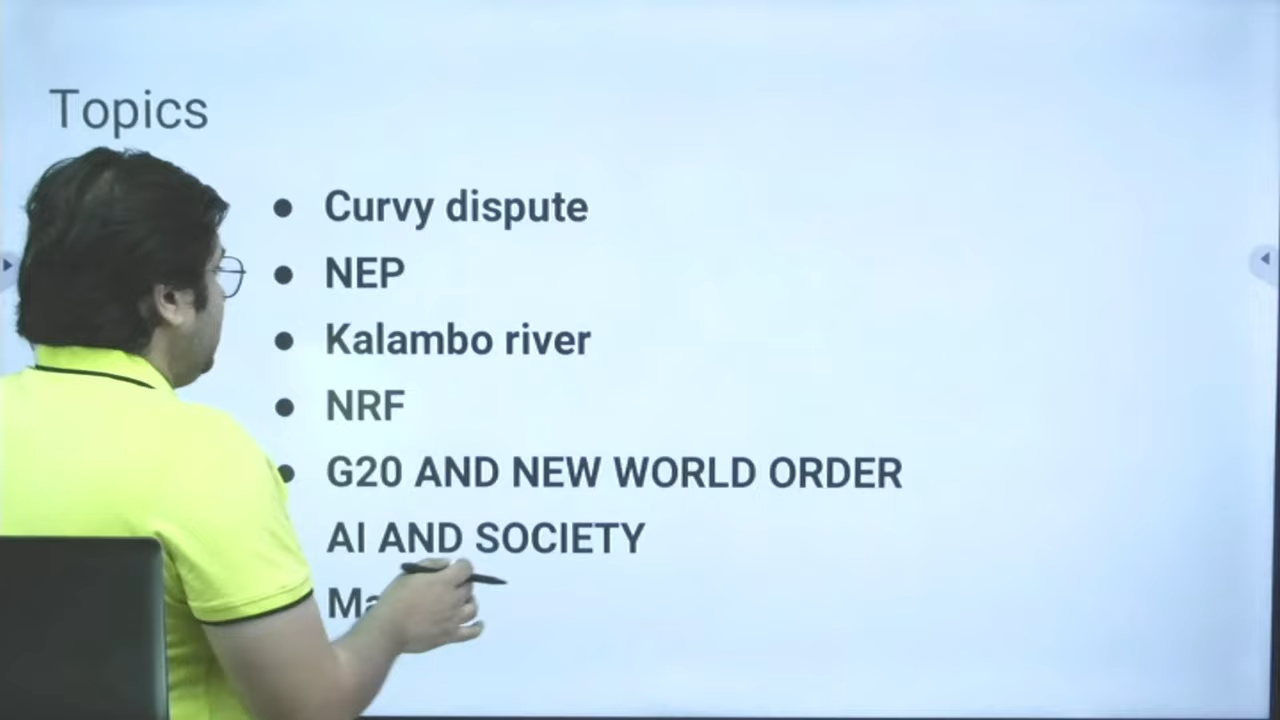 Topics
● Curvy dispute
● NEP
● Kalambo river
● NRF
● G20 AND NEW WORLD ORDER
AI AND SOCIETY